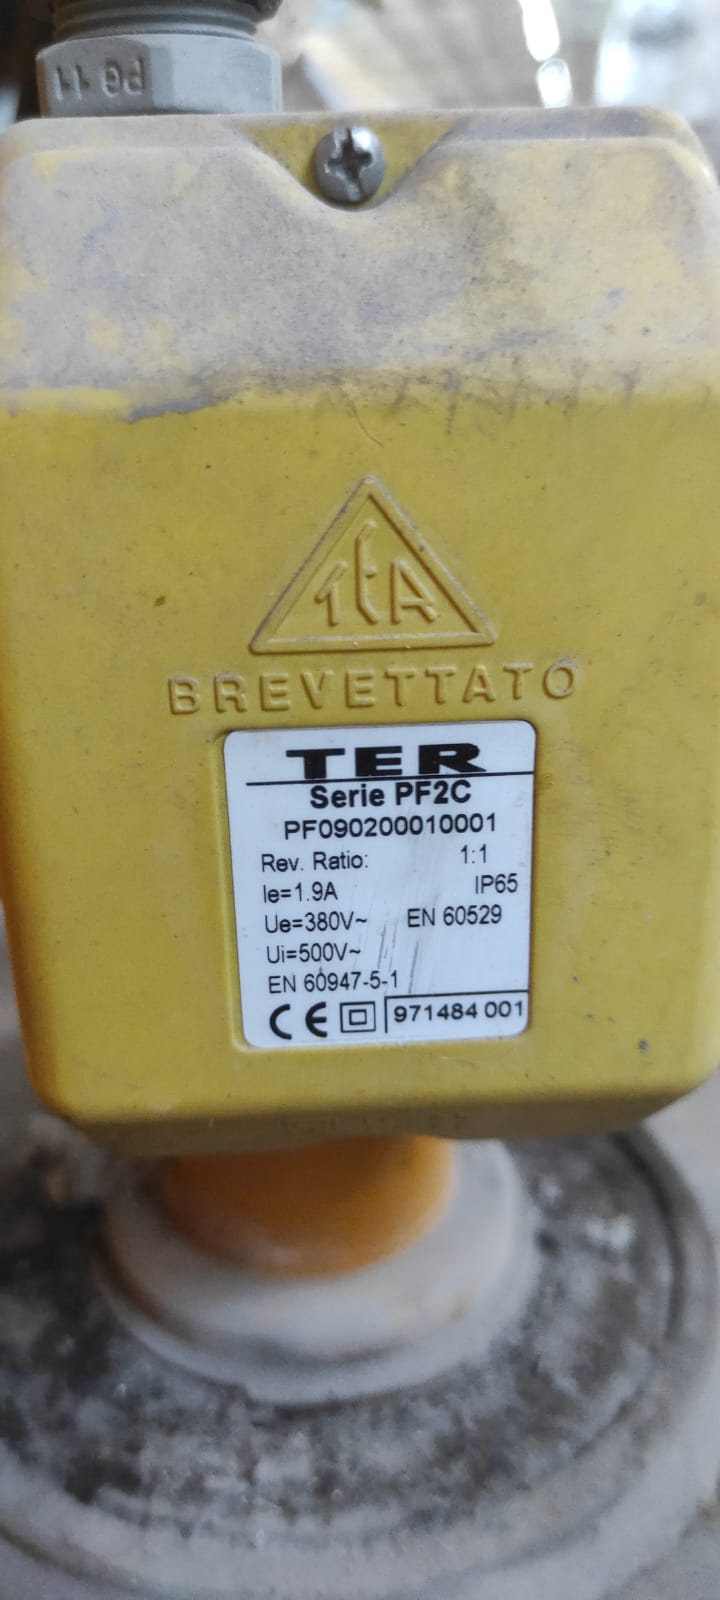 PG 11
TER
BREVETTATO
TER
Serie PF2C
PF090200010001
Rev. Ratio: 1:1
Ie=1.9A IP65
Ue=380V~ EN 60529
Ui=500V~
EN 60947-5-1
CE 971484 001